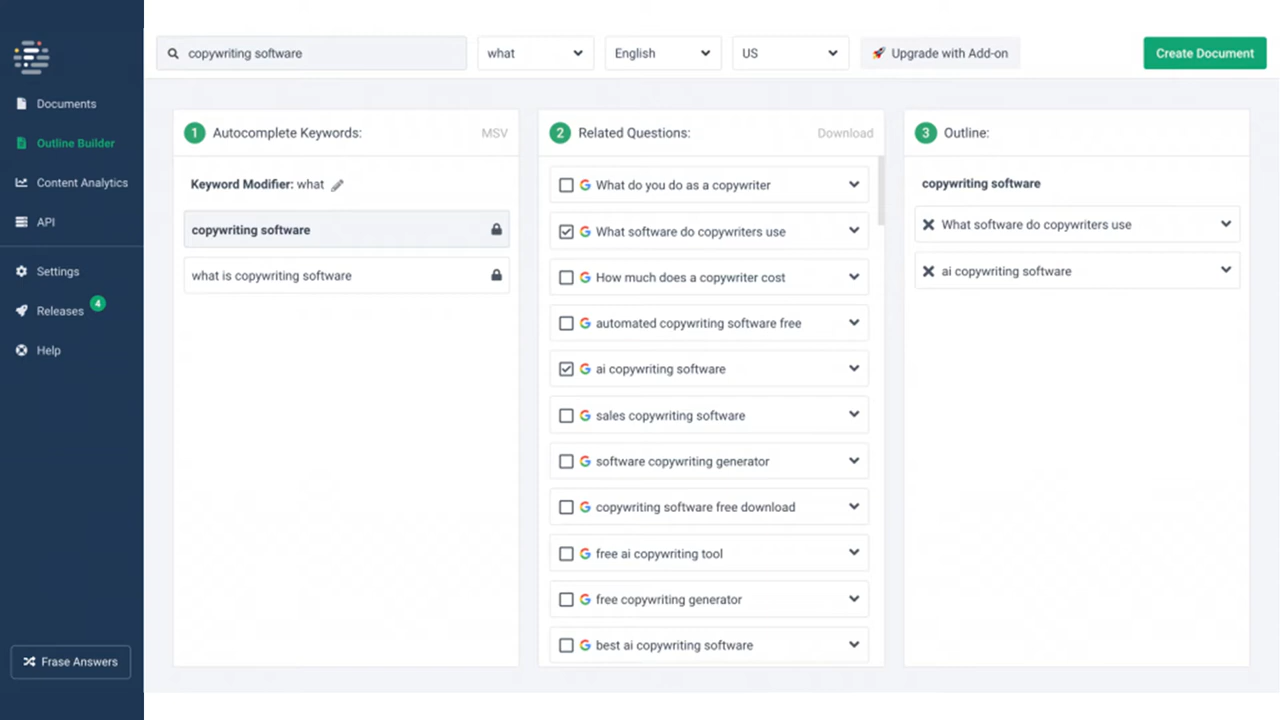 copywriting software
what
English
US
Upgrade with Add-on
Create Document
Documents
Outline Builder
Content Analytics
API
Settings
Releases
4
Help
Frase Answers
1
Autocomplete Keywords:
MSV
Keyword Modifier: what
copywriting software
what is copywriting software
2
Related Questions:
Download
What do you do as a copywriter
What software do copywriters use
How much does a copywriter cost
automated copywriting software free
ai copywriting software
sales copywriting software
software copywriting generator
copywriting software free download
free ai copywriting tool
free copywriting generator
best ai copywriting software
3
Outline:
copywriting software
What software do copywriters use
ai copywriting software